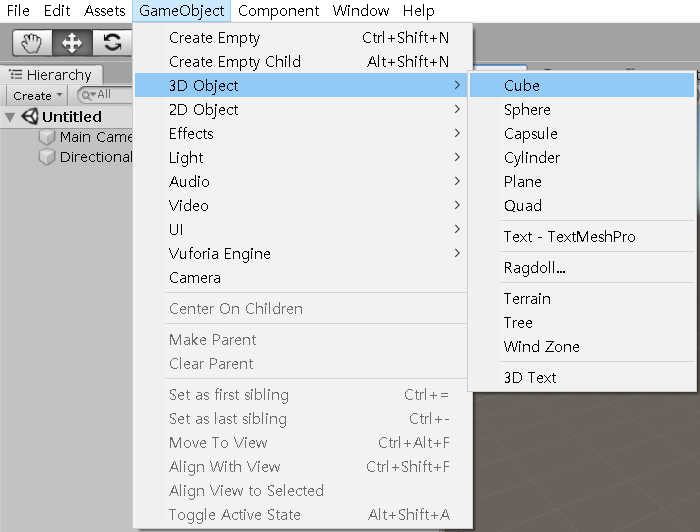 File Edit Assets GameObject Component Window Help
Hierarchy
Create All
Untitled
Main Came
Directional
Create Empty Ctrl+Shift+N
Create Empty Child Alt+Shift+N
3D Object
2D Object
Effects
Light
Audio
Video
UI
Vuforia Engine
Camera
Center On Children
Make Parent
Clear Parent
Set as first sibling Ctrl+=
Set as last sibling Ctrl+-
Move To View Ctrl+Alt+F
Align With View Ctrl+Shift+F
Align View to Selected
Toggle Active State Alt+Shift+A
Cube
Sphere
Capsule
Cylinder
Plane
Quad
Text - TextMeshPro
Ragdoll...
Terrain
Tree
Wind Zone
3D Text